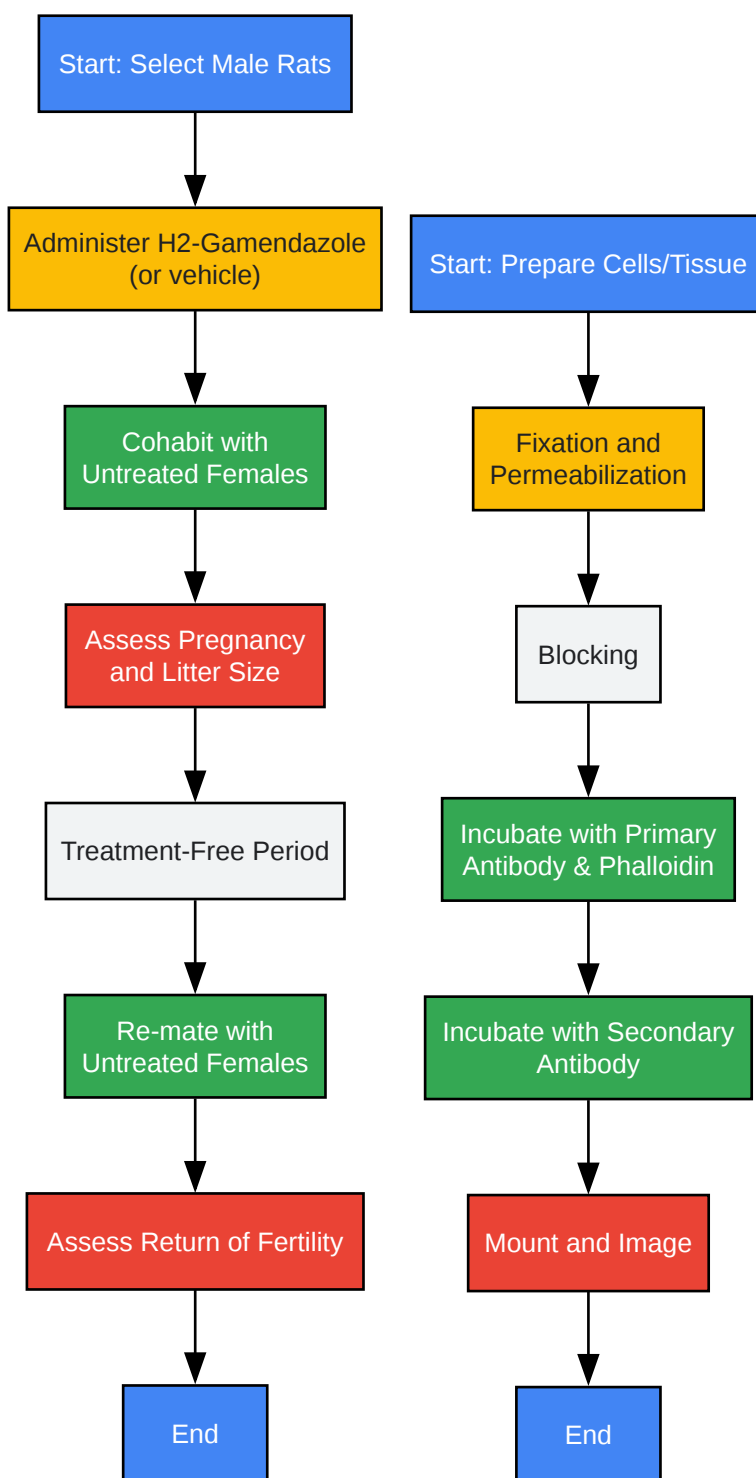 Start: Select Male Rats
Administer H2-Gamendazole
(or vehicle)
Cohabit with
Untreated Females
Assess Pregnancy
and Litter Size
Treatment-Free Period
Re-mate with
Untreated Females
Assess Return of Fertility
End
Start: Prepare Cells/Tissue
Fixation and
Permeabilization
Blocking
Incubate with Primary
Antibody & Phalloidin
Incubate with Secondary
Antibody
Mount and Image
End